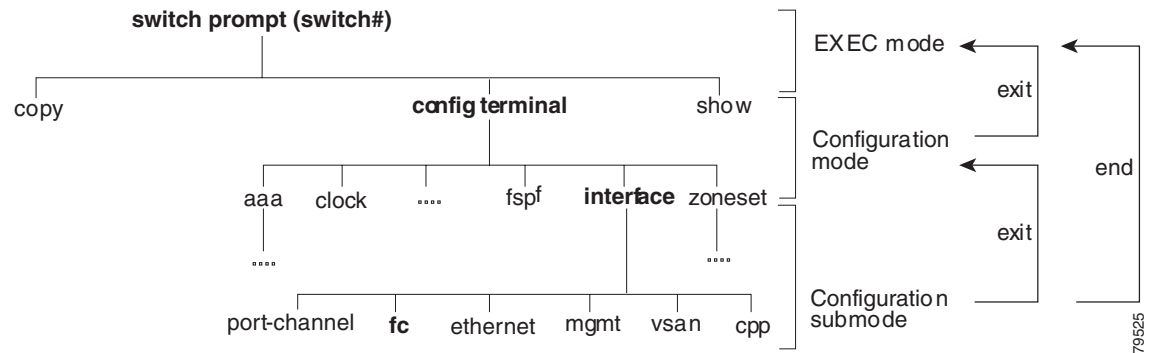 switch prompt (switch#)
EXEC mode
exit
copy
config terminal
show
Configuration
mode
end
aaa
clock
....
fspf
interface
zoneset
exit
....
....
Configuration
submode
port-channel
fc
ethernet
mgmt
vsan
cpp
79525